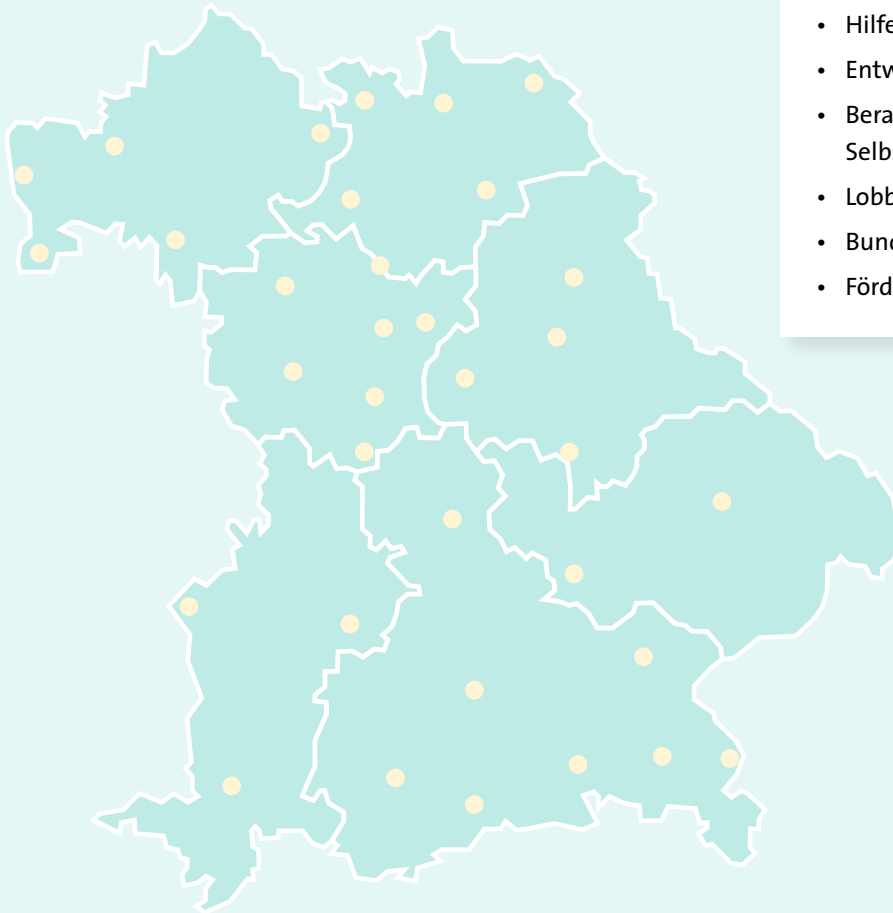 • Hilfe
• Entw
• Bera
Selb
• Lobb
• Bund
• Förd